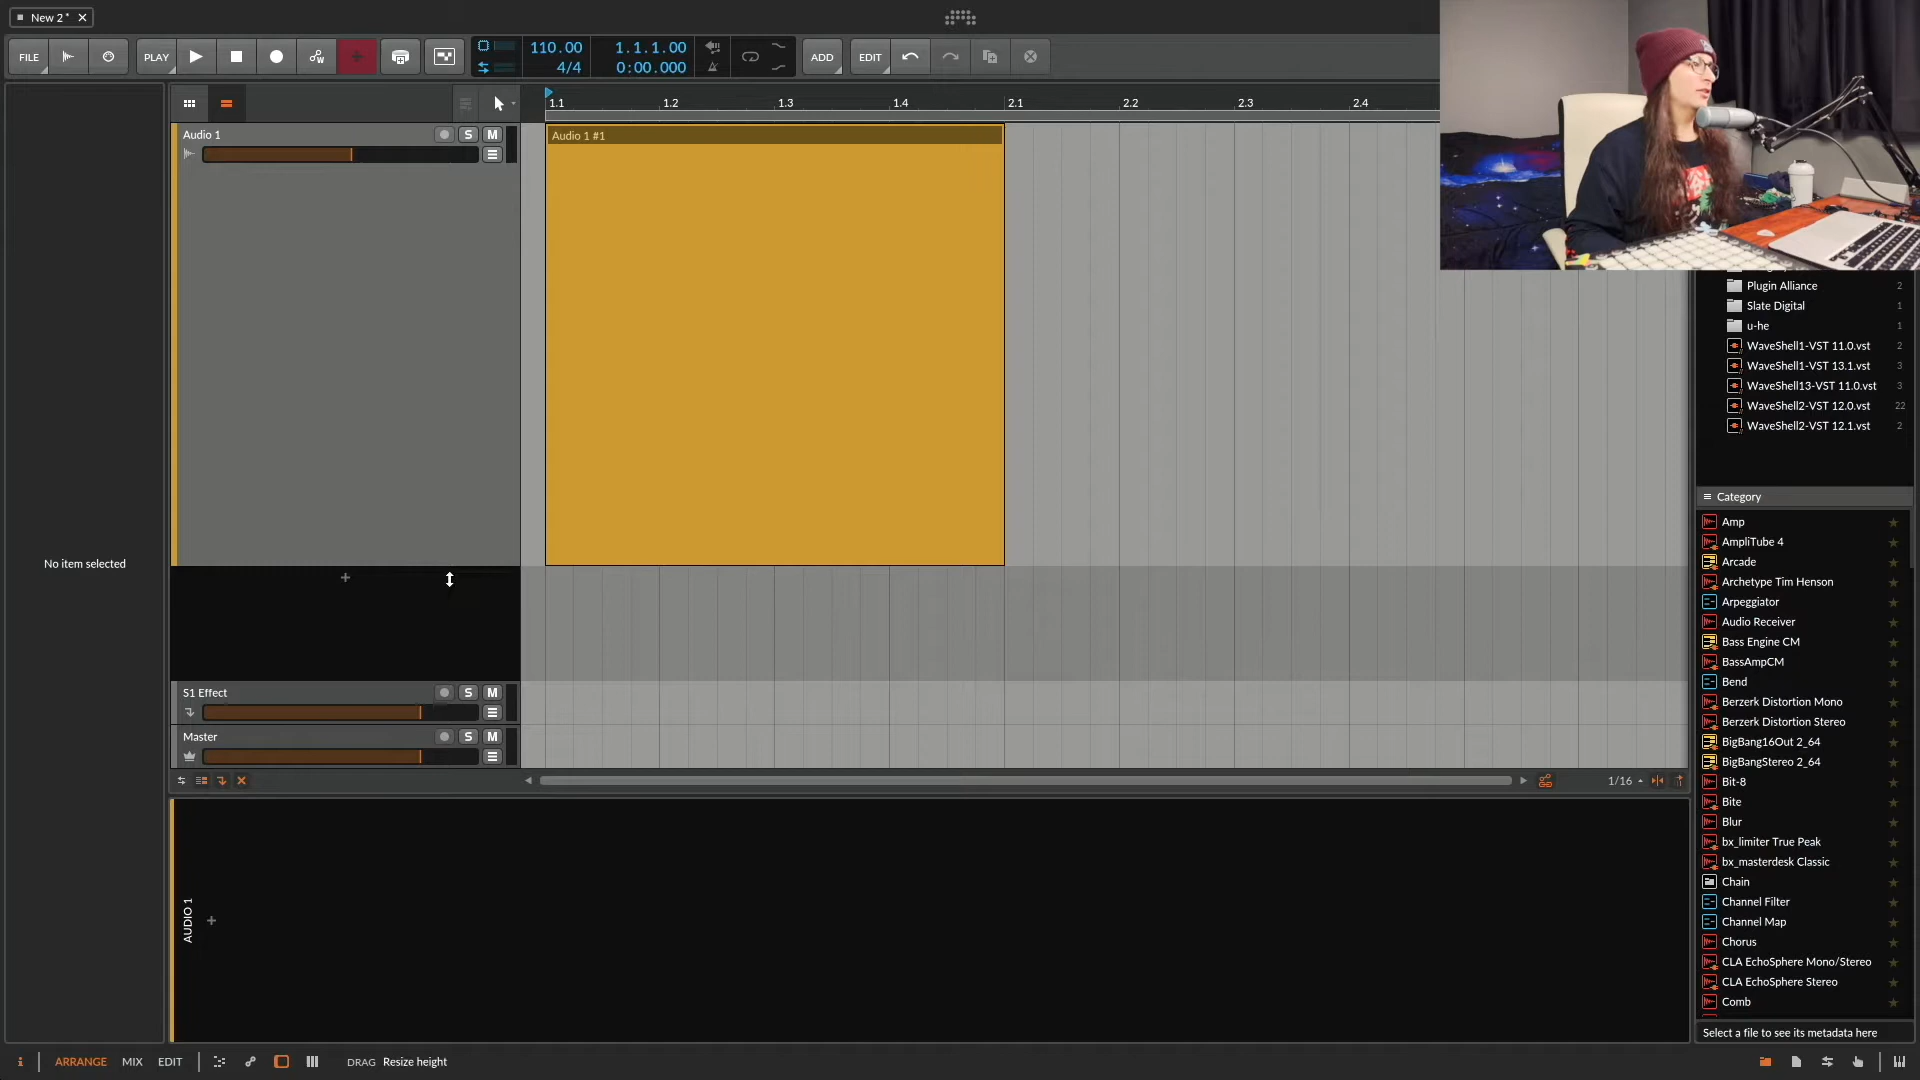 New 2 *
FILE
PLAY
110.00
4/4
1.1.1.00
0:00.000
ADD
EDIT
1.1
1.2
1.3
1.4
2.1
2.2
2.3
2.4
Audio 1
S
M
Audio 1 #1
No item selected
S1 Effect
S
M
Master
S
M
1/16
AUDIO 1
ARRANGE
MIX
EDIT
DRAG
Resize height
Plugin Alliance
2
Slate Digital
1
u-he
1
WaveShell1-VST 11.0.vst
2
WaveShell1-VST 13.1.vst
3
WaveShell13-VST 11.0.vst
3
WaveShell2-VST 12.0.vst
22
WaveShell2-VST 12.1.vst
2
Category
Amp
AmpliTube 4
Arcade
Archetype Tim Henson
Arpeggiator
Audio Receiver
Bass Engine CM
BassAmpCM
Bend
Berzerk Distortion Mono
Berzerk Distortion Stereo
BigBang16Out 2_64
BigBangStereo 2_64
Bit-8
Bite
Blur
bx_limiter True Peak
bx_masterdesk Classic
Chain
Channel Filter
Channel Map
Chorus
CLA EchoSphere Mono/Stereo
CLA EchoSphere Stereo
Comb
Select a file to see its metadata here